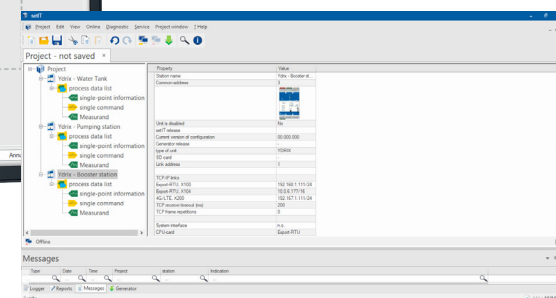 setIT
Project Edit View Online Diagnostic Service Project window ? Help
Project - not saved ×
Project
Ydrix - Water Tank
process data list
single-point information
single command
Measurand
Ydrix - Pumping station
process data list
single-point information
single command
Measurand
Ydrix - Booster station
process data list
single-point information
single command
Measurand
Property Value
Station name Ydrix - Booster st...
Common address 3
Unit is disabled No
setIT release
Current version of configuration 00.000.000
Generator release -
type of unit
SD card
Link address 1
TCP-IP links
Expert-RTU, X100 192.168.1.111/24
Expert-RTU, X104 10.0.6.177/16
4G/LTE, X200 192.167.1.111/24
TCP receive timeout (ms) 200
TCP frame repetitions 0
System interface n.a.
CPU-card Expert-RTU
Offline
Messages
Type Date Time Project station Indication
Logger Reports Messages Generator